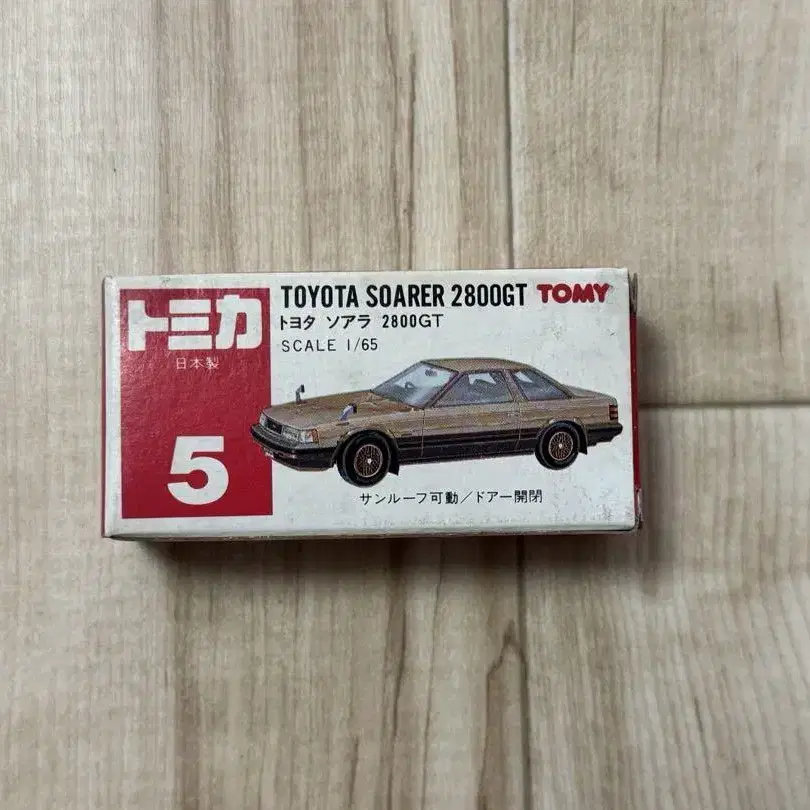 トミカ
日本製
5
TOYOTA SOARER 2800GT TOMY
トヨタ ソアラ 2800GT
SCALE 1/65
サンルーフ可動/ドアー開閉